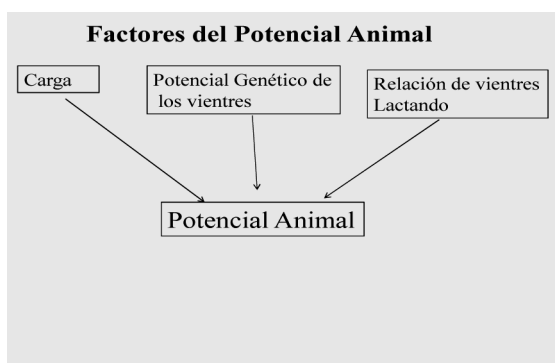 Factores del Potencial Animal
Carga
Potencial Genético de
los vientres
Relación de vientres
Lactando
Potencial Animal